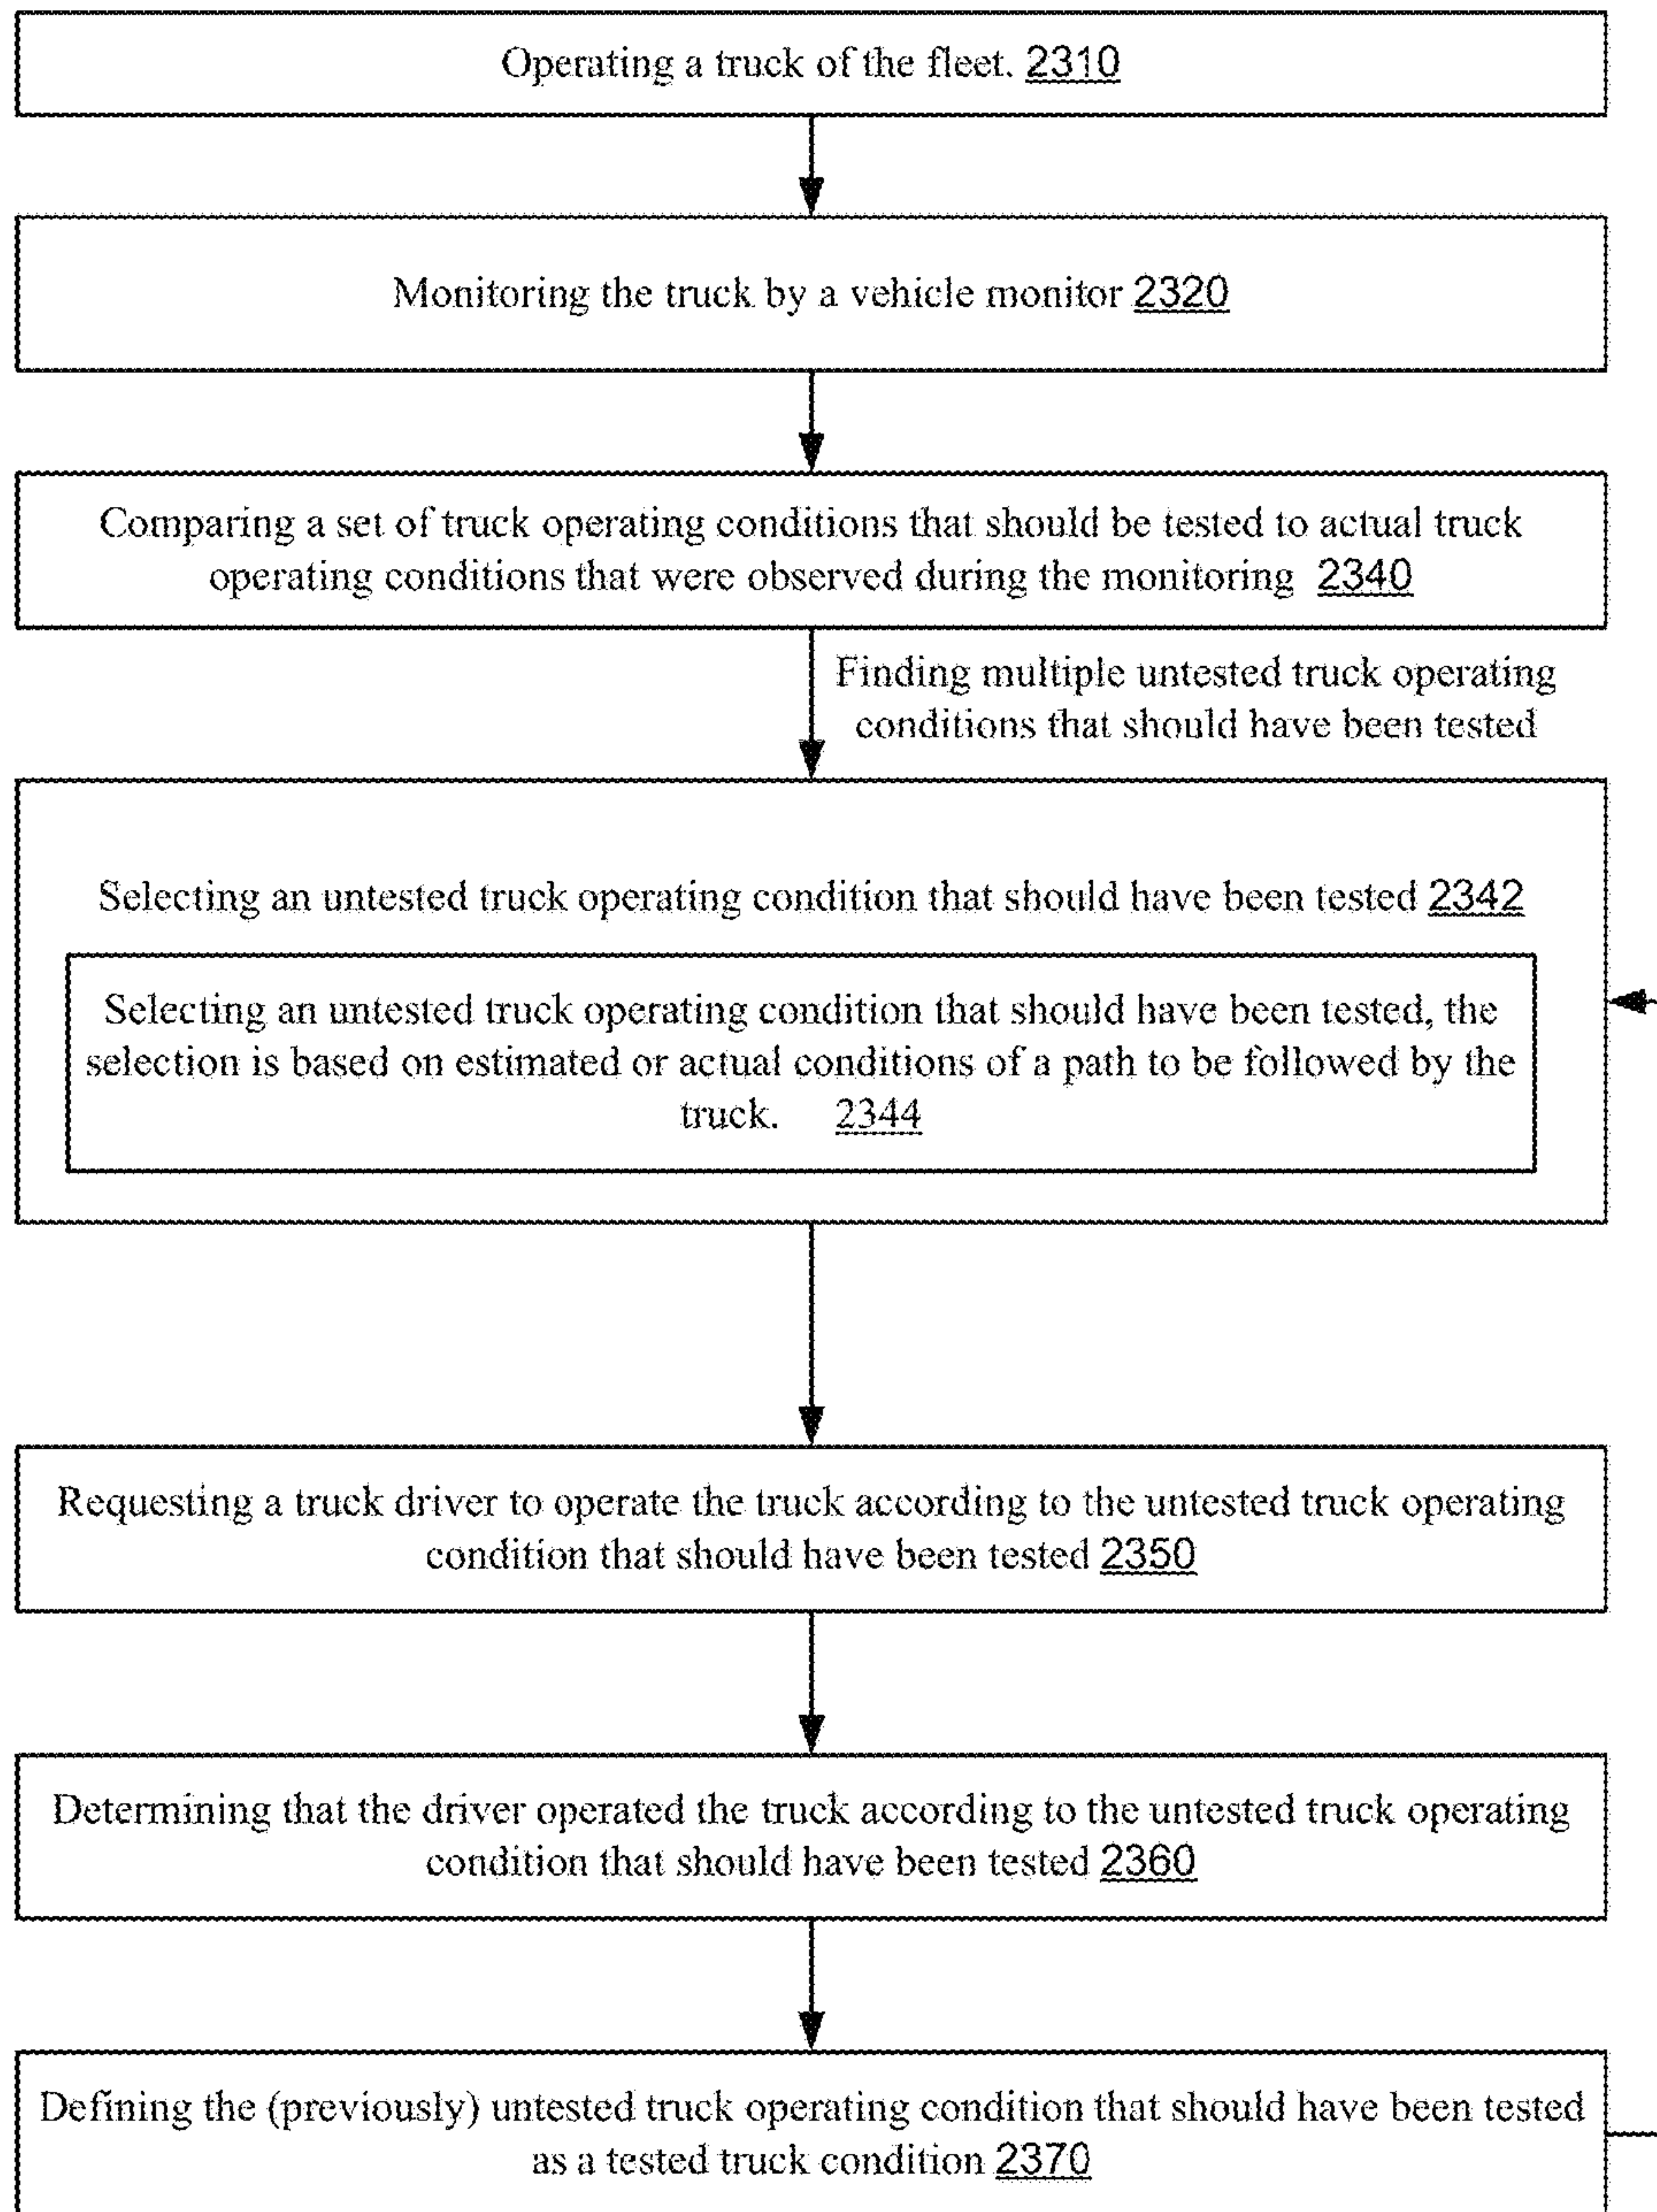 Operating a truck of the fleet. 2310
Monitoring the truck by a vehicle monitor 2320
Comparing a set of truck operating conditions that should be tested to actual truck
operating conditions that were observed during the monitoring 2340
Finding multiple untested truck operating
conditions that should have been tested
Selecting an untested truck operating condition that should have been tested 2342
Selecting an untested truck operating condition that should have been tested, the
selection is based on estimated or actual conditions of a path to be followed by the
truck. 2344
Requesting a truck driver to operate the truck according to the untested truck operating
condition that should have been tested 2350
Determining that the driver operated the truck according to the untested truck operating
condition that should have been tested 2360
Defining the (previously) untested truck operating condition that should have been tested
as a tested truck condition 2370